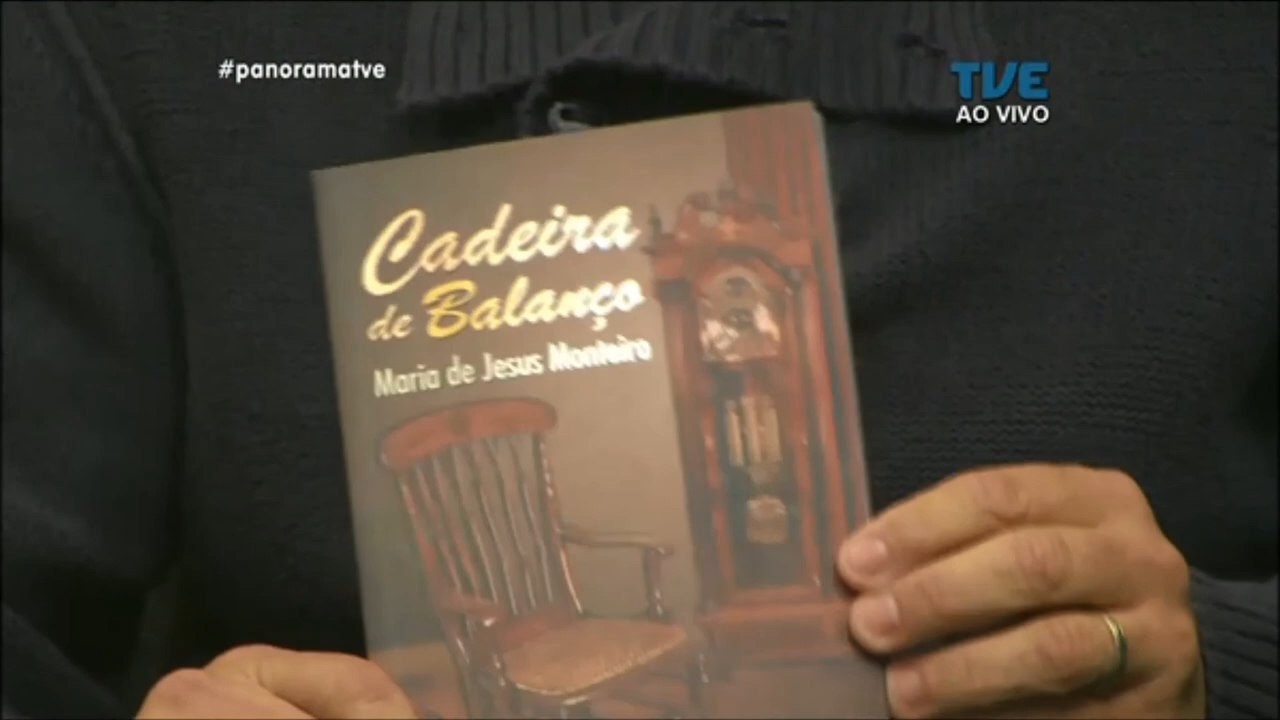 #panoramatve
TVE
AO VIVO
Cadeira
de Balanço
Maria de Jesus Monteiro